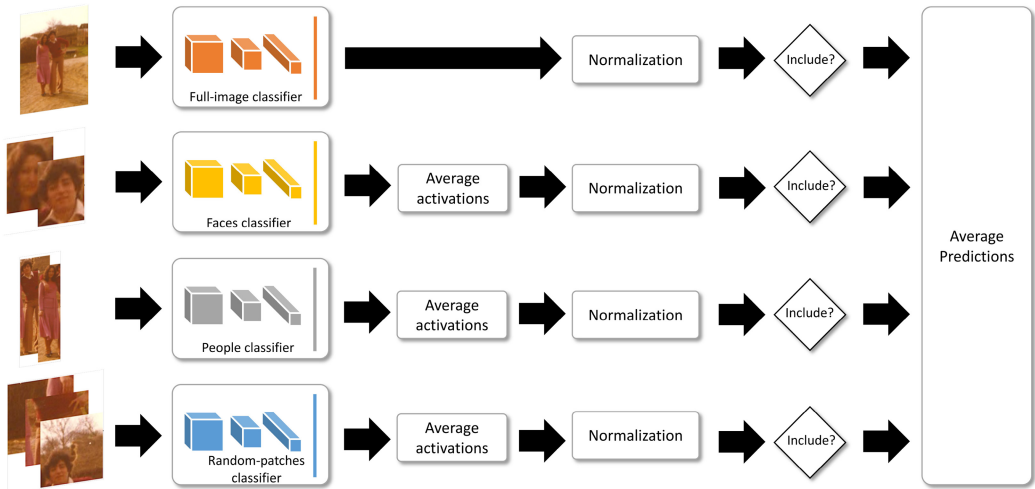 Full-image classifier
Normalization
Include?
Faces classifier
Average
activations
Normalization
Include?
People classifier
Average
activations
Normalization
Include?
Random-patches
classifier
Average
activations
Normalization
Include?
Average
Predictions